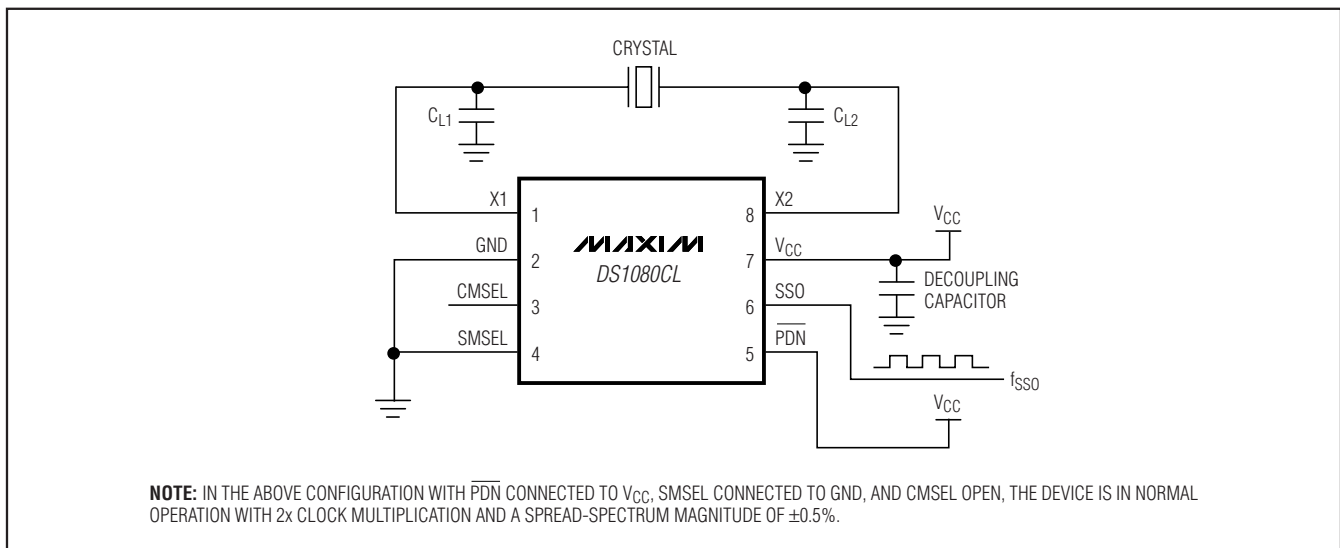 CRYSTAL
CL1
CL2
X1
1
8
X2
VCC
GND
2
MAXIM
DS1080CL
7
VCC
DECOUPLING
CAPACITOR
CMSEL
3
6
SSO
SMSEL
4
5
PDN
fSSO
VCC
NOTE: IN THE ABOVE CONFIGURATION WITH PDN CONNECTED TO VCC, SMSEL CONNECTED TO GND, AND CMSEL OPEN, THE DEVICE IS IN NORMAL
OPERATION WITH 2x CLOCK MULTIPLICATION AND A SPREAD-SPECTRUM MAGNITUDE OF ±0.5%.